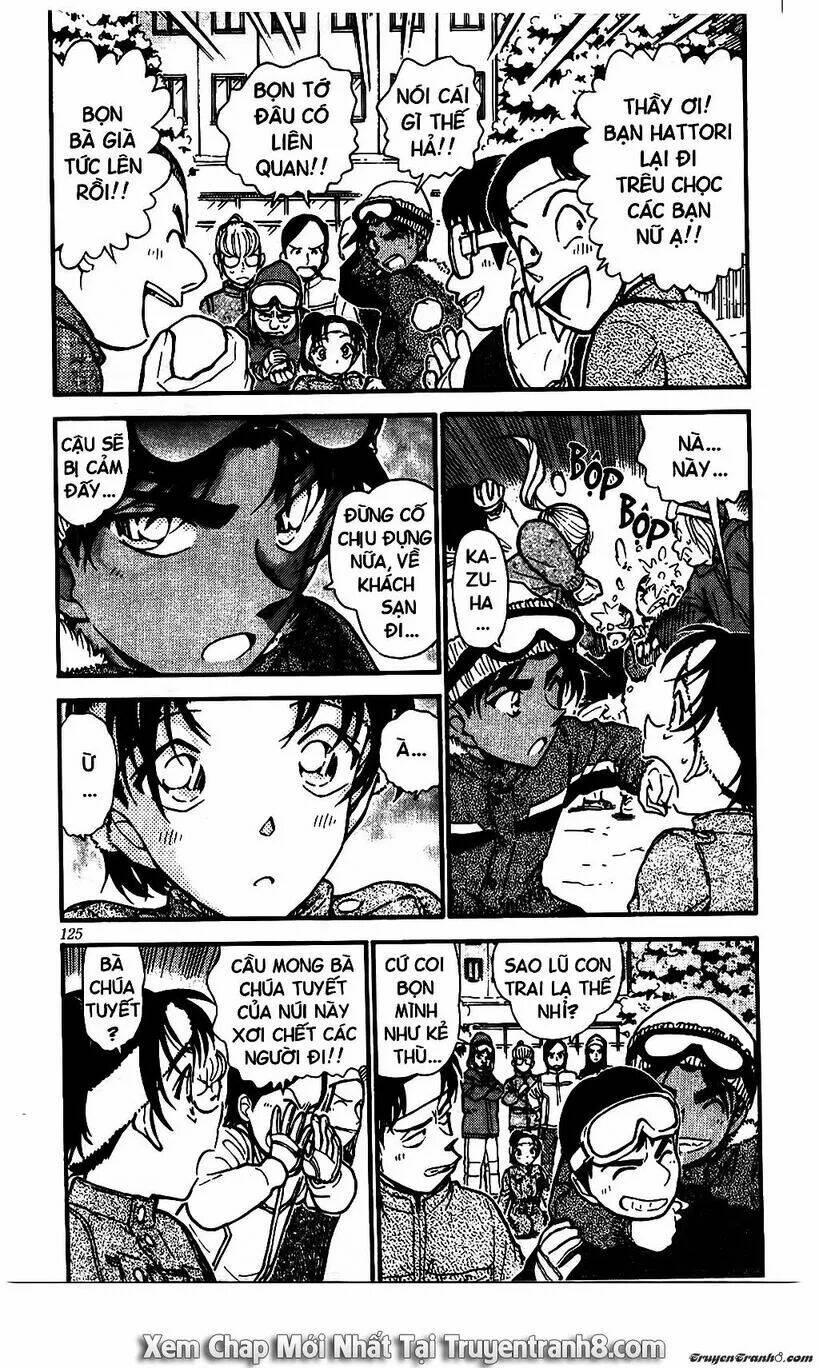 THẦY ƠI!
BẠN HATTORI
LẠI ĐI
TRÊU CHỌC
CÁC BẠN
NỮ Ạ!
NÓI CÁI
GÌ THẾ
HẢ!!
BỌN TỚ
ĐÂU CÓ
LIÊN
QUAN!!
BỌN
BÀ GIÀ
TỨC LÊN
RỒI!!
NÀ...
NÀY...
BỘP
BỘP
KA-
ZU-
HA
...
CẬU SẼ
BỊ CẢM
ĐẤY...
ĐỪNG CỐ
CHỊU ĐỰNG
NỮA, VỀ
KHÁCH
SẠN
ĐI...
À...
Ừ
...
125
SAO LŨ CON
TRAI LẠ THẾ
NHỈ?
CỨ COI
BỌN
MÌNH
NHƯ KẺ
THÙ...
CẦU MONG BÀ
CHÚA TUYẾT
CỦA NÚI NÀY
XƠI CHẾT CÁC
NGƯỜI ĐI!!
BÀ
CHÚA
TUYẾT
?
Xem Chap Mới Nhất Tại Truyentranh8.com
TruyenTranh8.com